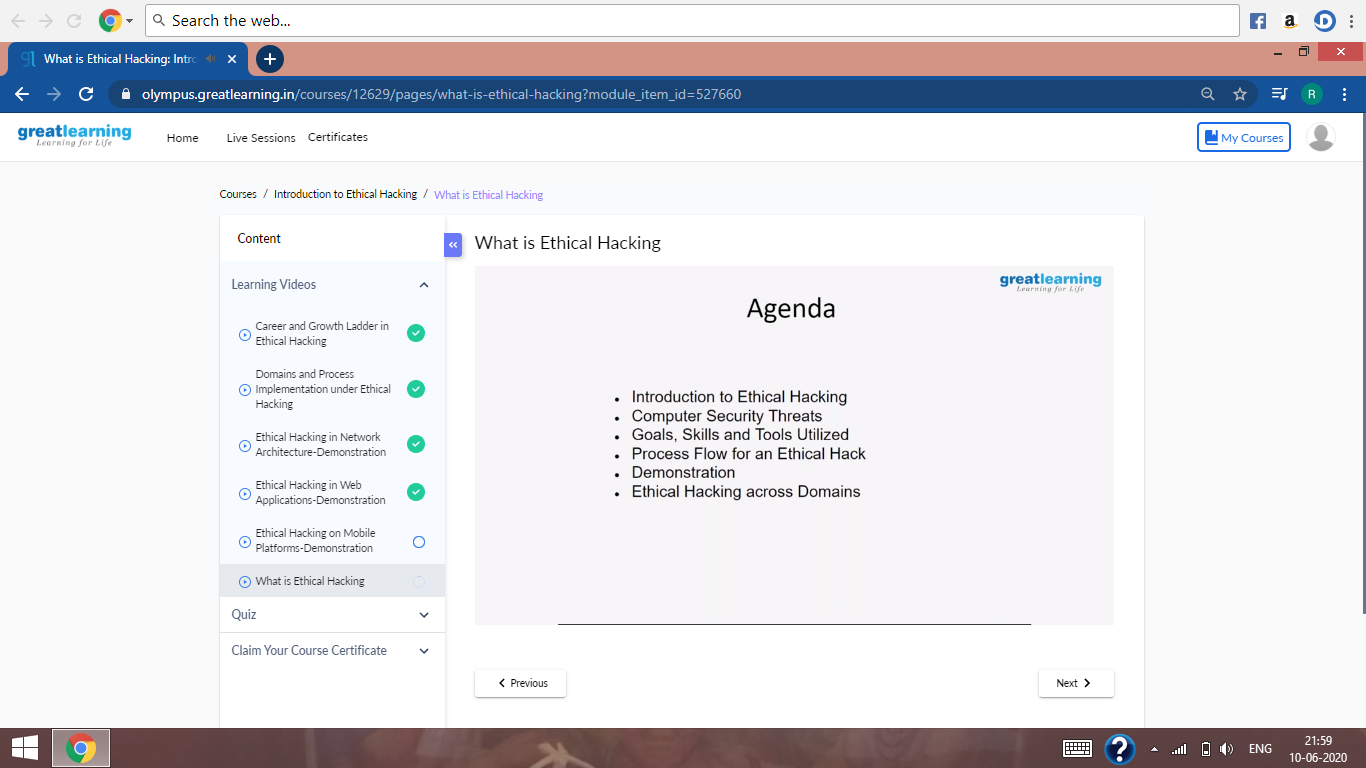 Search the web...
What is Ethical Hacking: Intro
olympus.greatlearning.in/courses/12629/pages/what-is-ethical-hacking?module_item_id=527660
R
greatlearning
Learning for Life
Home
Live Sessions
Certificates
My Courses
Courses / Introduction to Ethical Hacking / What is Ethical Hacking
Content
Learning Videos
Career and Growth Ladder in
Ethical Hacking
Domains and Process
Implementation under Ethical
Hacking
Ethical Hacking in Network
Architecture-Demonstration
Ethical Hacking in Web
Applications-Demonstration
Ethical Hacking on Mobile
Platforms-Demonstration
What is Ethical Hacking
Quiz
Claim Your Course Certificate
What is Ethical Hacking
greatlearning
Learning for Life
Agenda
• Introduction to Ethical Hacking
• Computer Security Threats
• Goals, Skills and Tools Utilized
• Process Flow for an Ethical Hack
• Demonstration
• Ethical Hacking across Domains
Previous
Next
ENG
21:59
10-06-2020